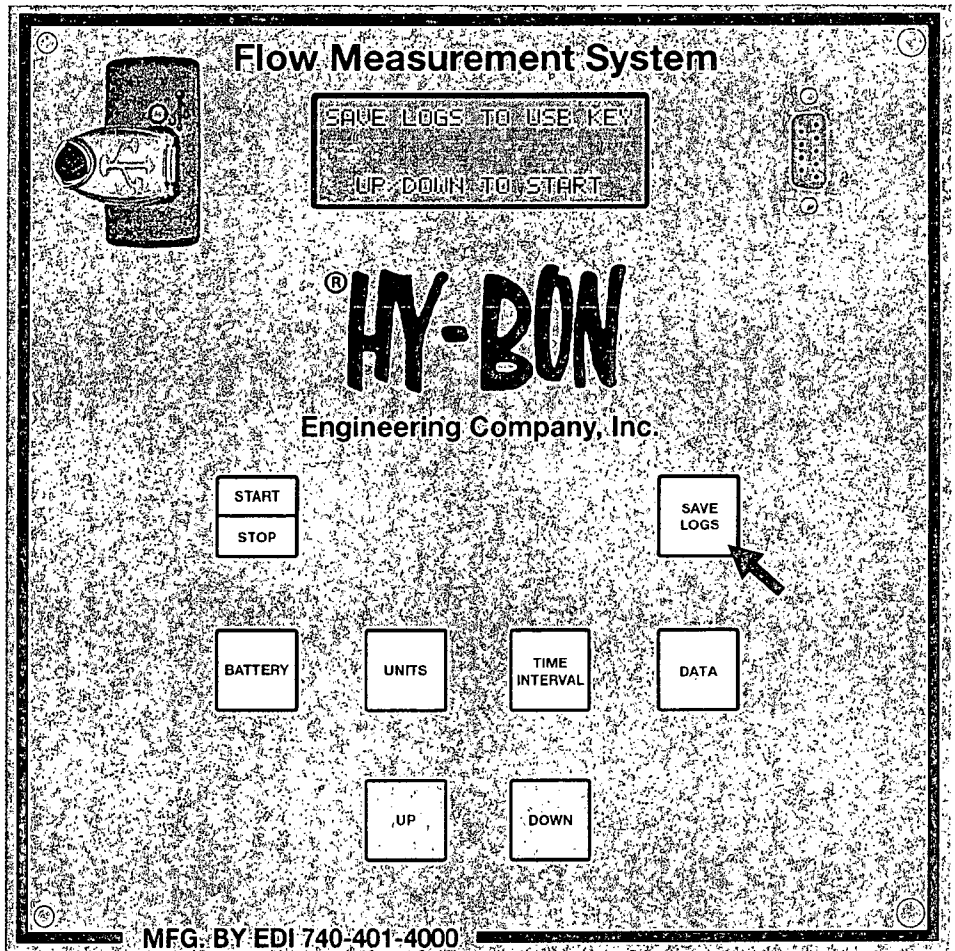 Flow Measurement System
SAVE LOGS TO USB KEY
UP DOWN TO START
® HY-BON
Engineering Company, Inc.
START
STOP
SAVE
LOGS
BATTERY
UNITS
TIME
INTERVAL
DATA
UP
DOWN
MFG. BY EDI 740-401-4000